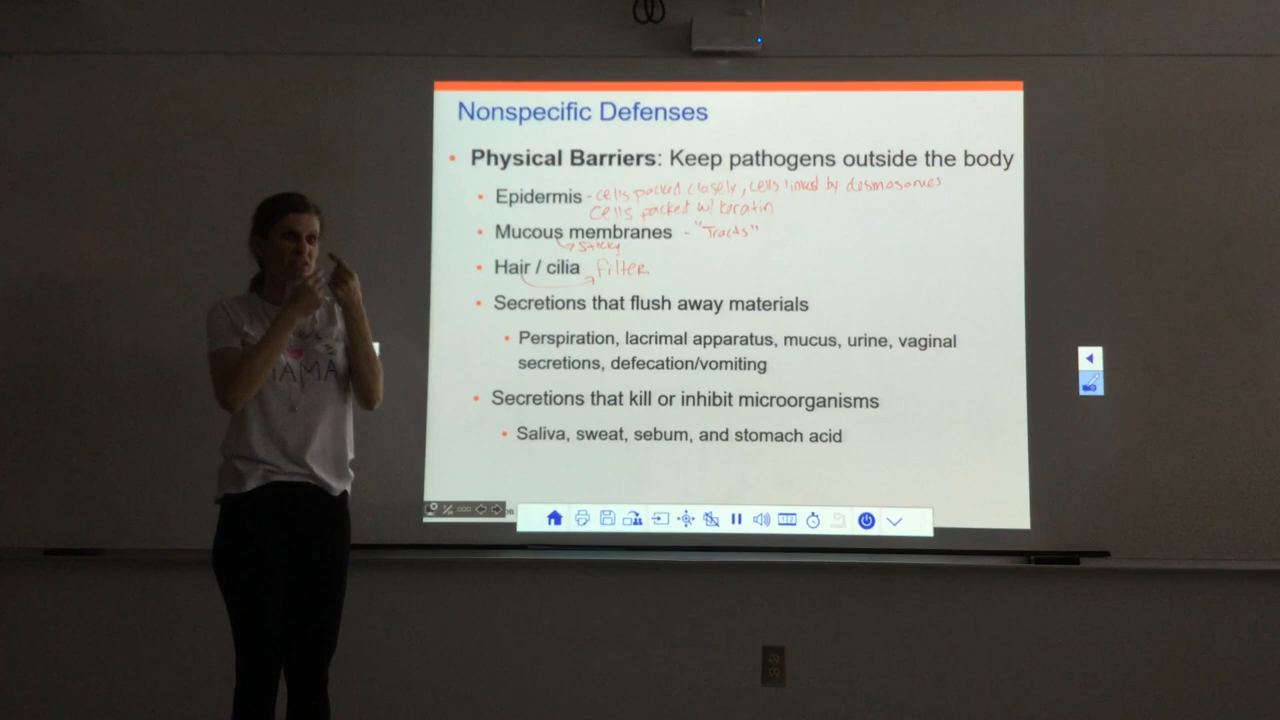 Nonspecific Defenses
• Physical Barriers: Keep pathogens outside the body
• Epidermis - cells packed closely, cells linked by desmosomes
cells packed w/ keratin
• Mucous membranes - "Tracts"
sticky
• Hair / cilia filter
• Secretions that flush away materials
• Perspiration, lacrimal apparatus, mucus, urine, vaginal
secretions, defecation/vomiting
• Secretions that kill or inhibit microorganisms
• Saliva, sweat, sebum, and stomach acid
MAMA